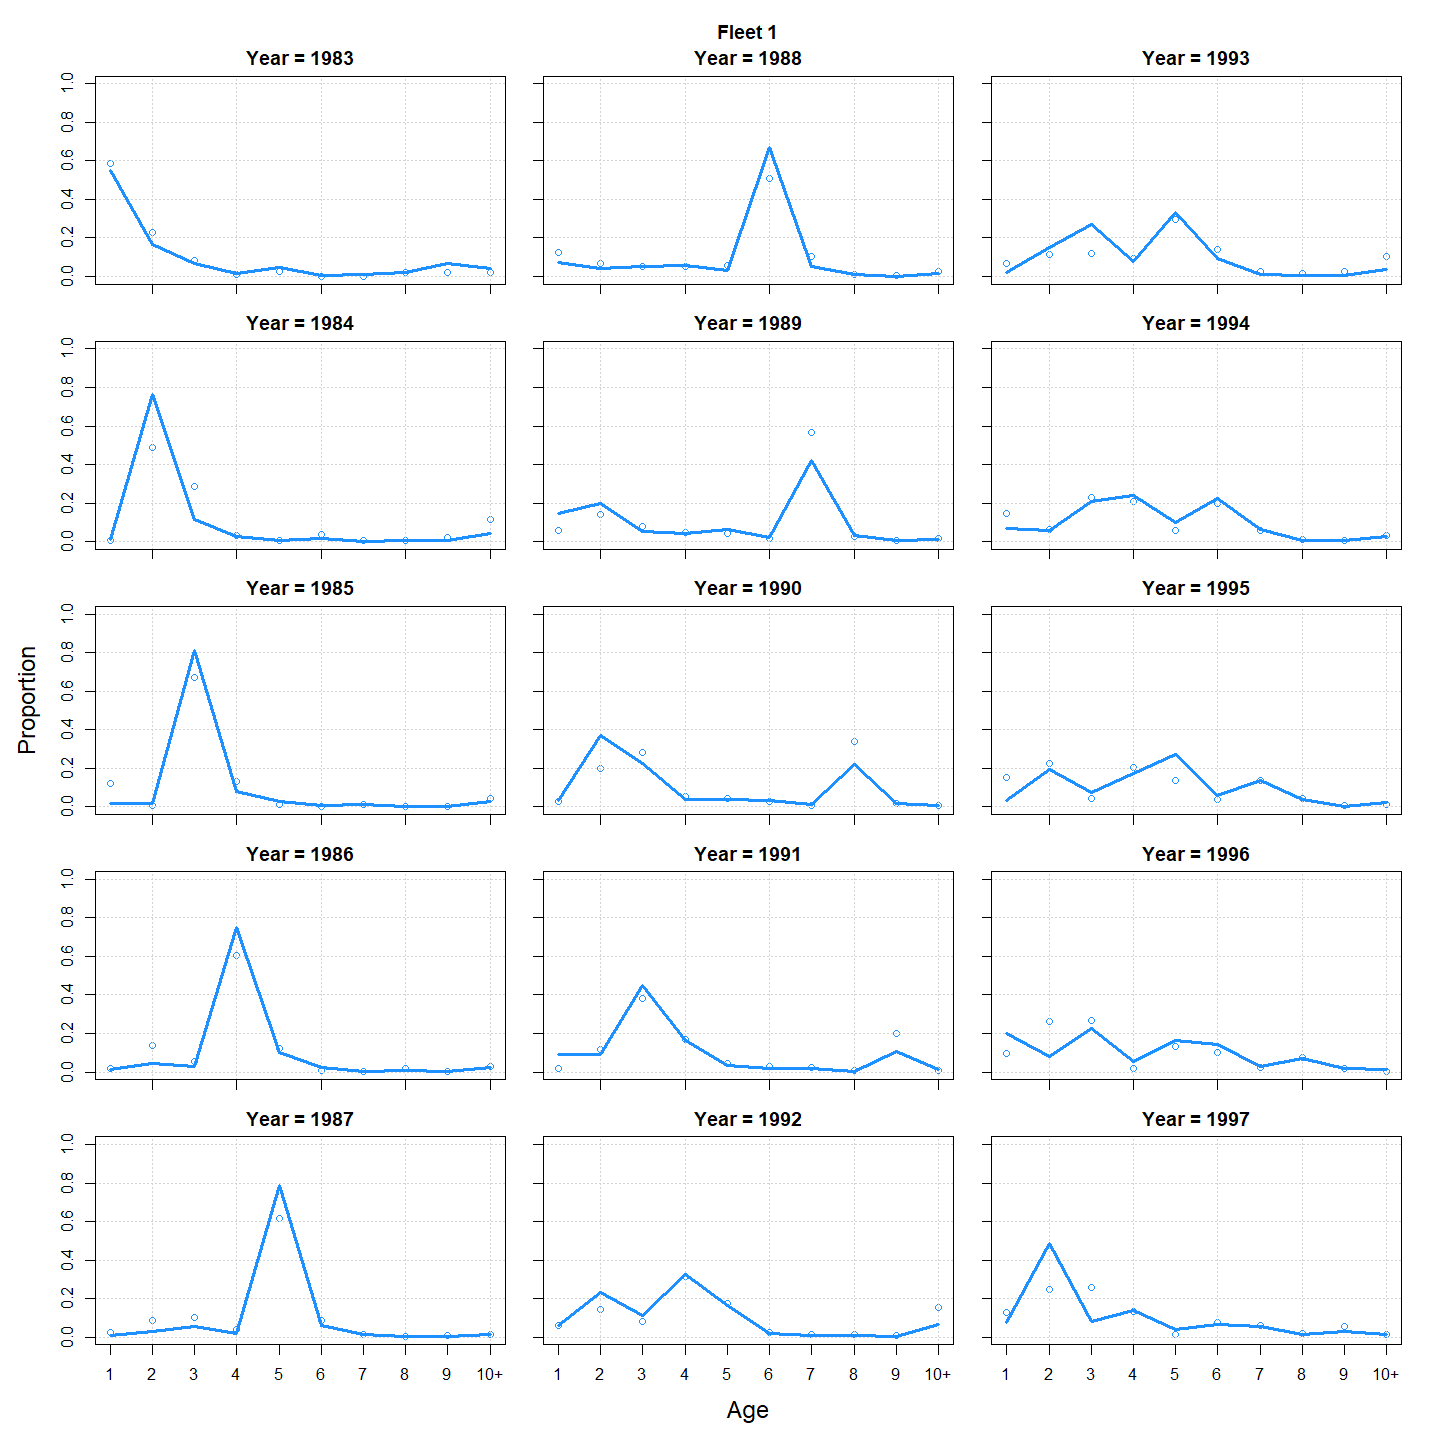 Fleet 1
Year = 1983
Year = 1988
Year = 1993
0.0 0.2 0.4 0.6 0.8 1.0
Year = 1984
Year = 1989
Year = 1994
0.0 0.2 0.4 0.6 0.8 1.0
Year = 1985
Year = 1990
Year = 1995
0.0 0.2 0.4 0.6 0.8 1.0
Proportion
Year = 1986
Year = 1991
Year = 1996
0.0 0.2 0.4 0.6 0.8 1.0
Year = 1987
Year = 1992
Year = 1997
0.0 0.2 0.4 0.6 0.8 1.0
1 2 3 4 5 6 7 8 9 10+
1 2 3 4 5 6 7 8 9 10+
1 2 3 4 5 6 7 8 9 10+
Age